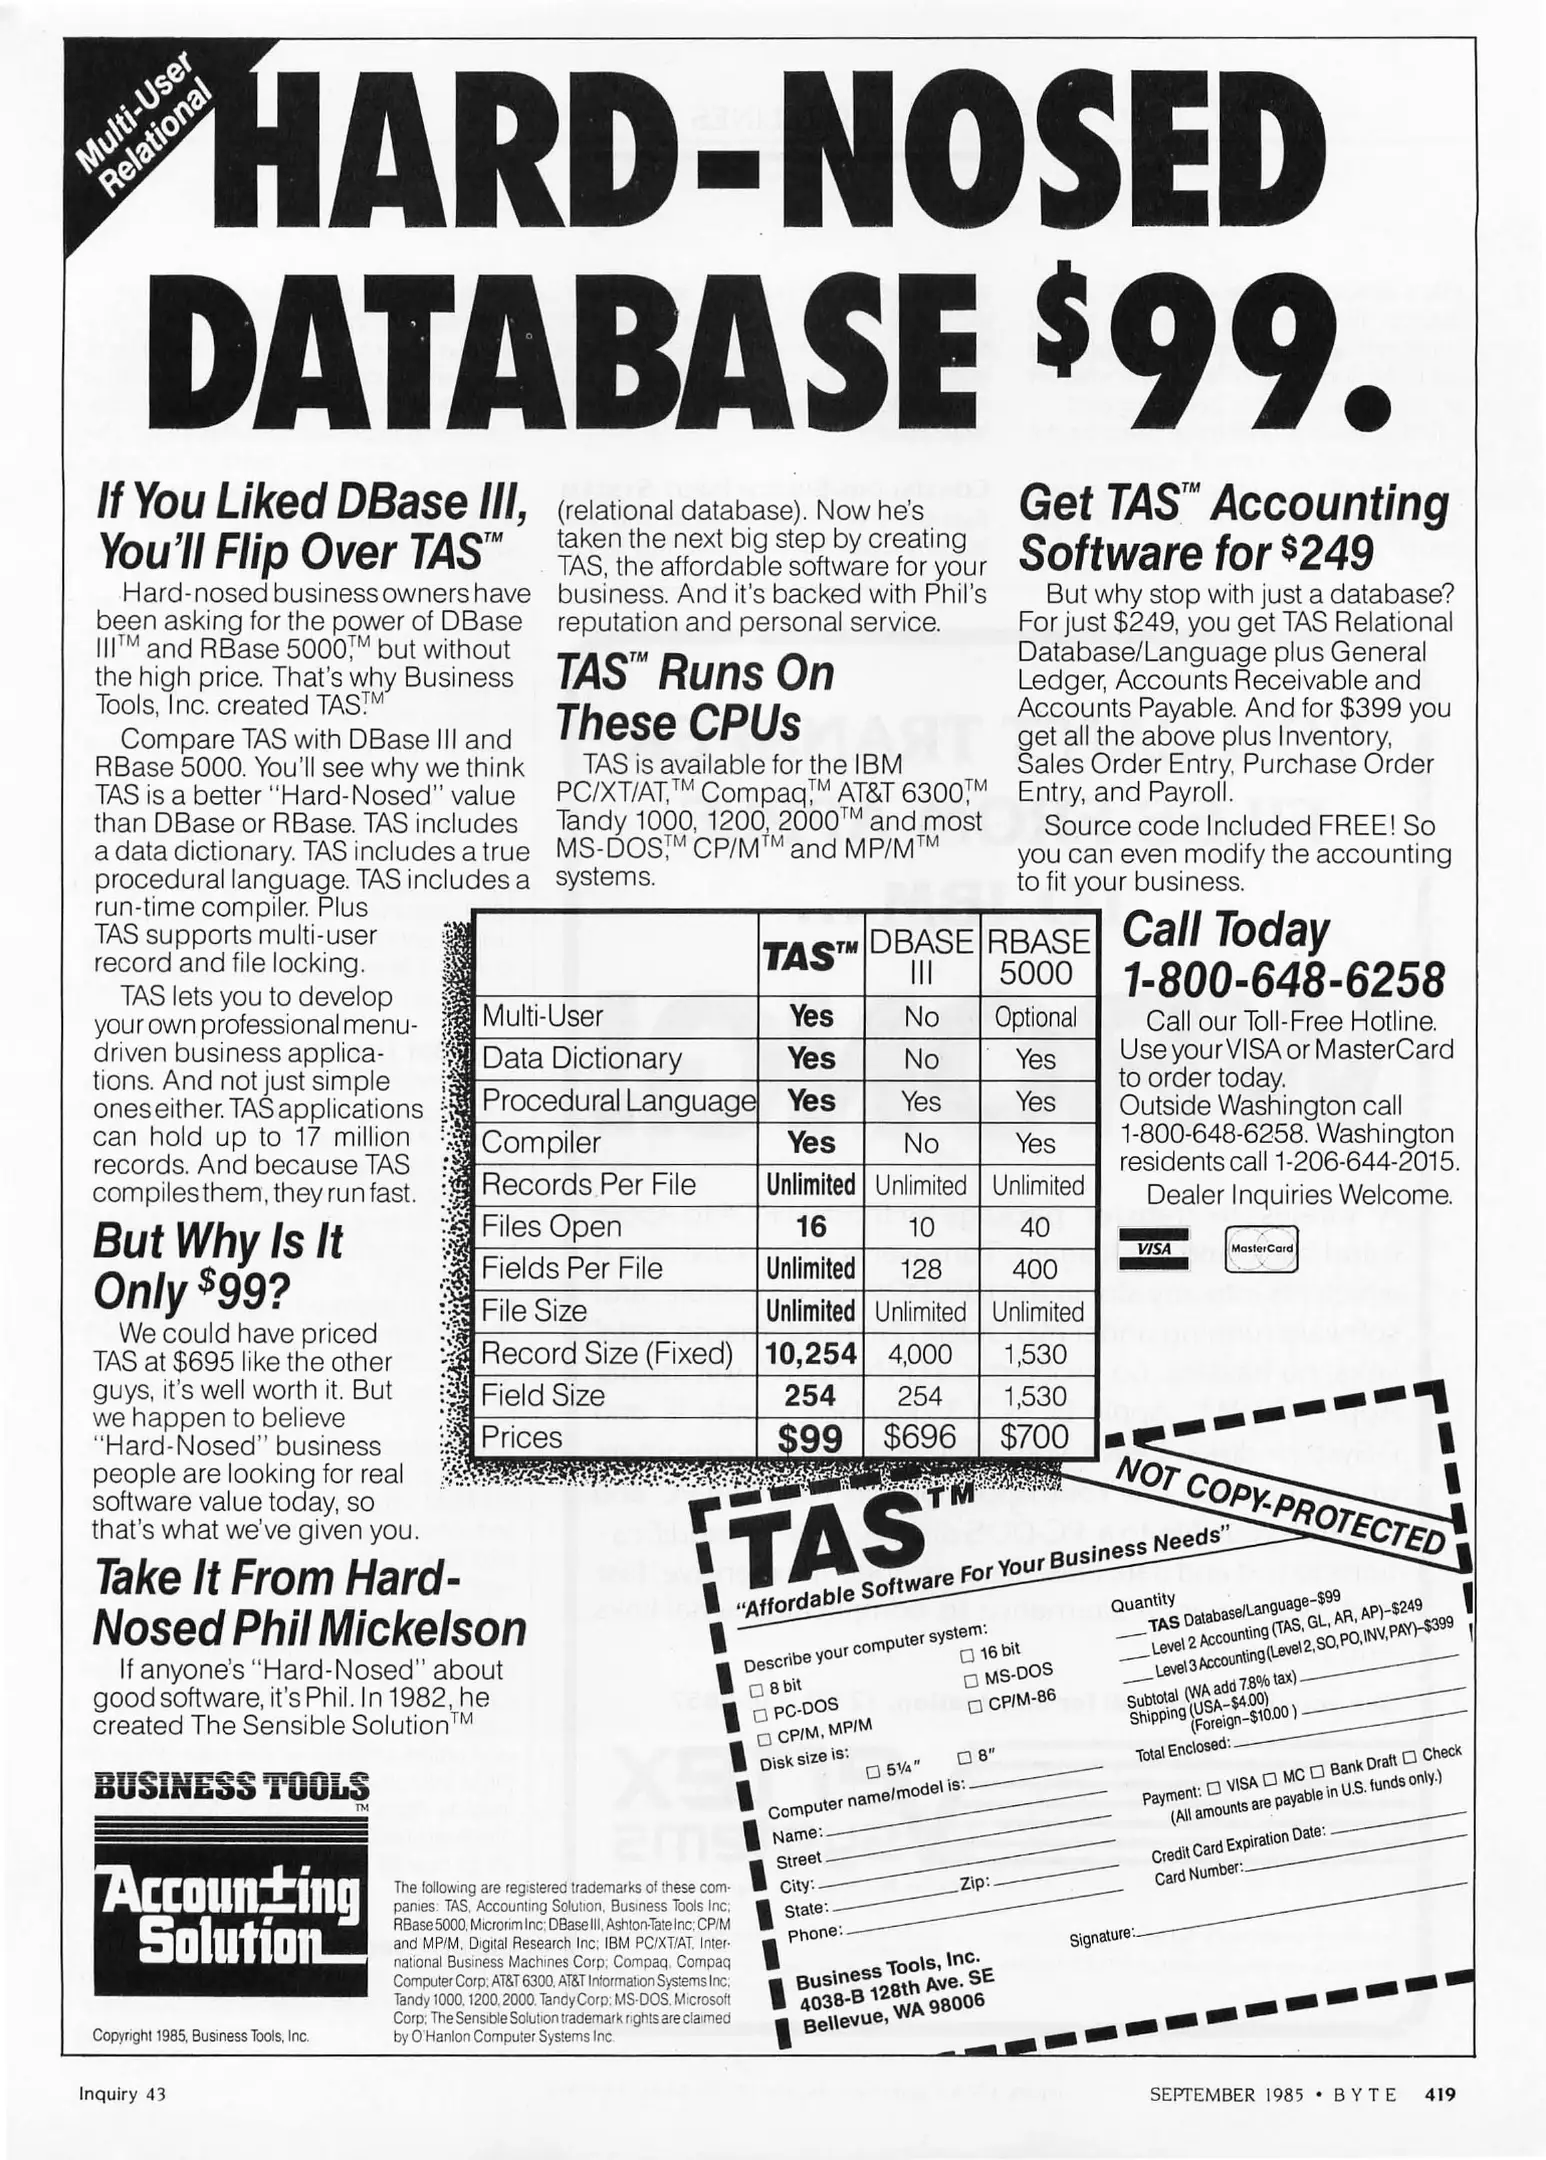 Multi-User
Relational
HARD-NOSED
DATABASE $99.
If You Liked DBase III,
You'll Flip Over TAS™
Hard-nosed business owners have
been asking for the power of DBase
III™ and RBase 5000,™ but without
the high price. That's why Business
Tools, Inc. created TAS.™
Compare TAS with DBase III and
RBase 5000. You'll see why we think
TAS is a better "Hard-Nosed" value
than DBase or RBase. TAS includes
a data dictionary. TAS includes a true
procedural language. TAS includes a
run-time compiler. Plus
TAS supports multi-user
record and file locking.
TAS lets you to develop
your own professional menu-
driven business applica-
tions. And not just simple
ones either. TAS applications
can hold up to 17 million
records. And because TAS
compiles them, they run fast.
But Why Is It
Only $99?
We could have priced
TAS at $695 like the other
guys, it's well worth it. But
we happen to believe
"Hard-Nosed" business
people are looking for real
software value today, so
that's what we've given you.
Take It From Hard-
Nosed Phil Mickelson
If anyone's "Hard-Nosed" about
good software, it's Phil. In 1982, he
created The Sensible Solution™
(relational database). Now he's
taken the next big step by creating
TAS, the affordable software for your
business. And it's backed with Phil's
reputation and personal service.
TAS™ Runs On
These CPUs
TAS is available for the IBM
PC/XT/AT,™ Compaq,™ AT&T 6300,™
Tandy 1000, 1200, 2000™ and most
MS-DOS,™ CP/M™ and MP/M™
systems.
Get TAS™ Accounting
Software for $249
But why stop with just a database?
For just $249, you get TAS Relational
Database/Language plus General
Ledger, Accounts Receivable and
Accounts Payable. And for $399 you
get all the above plus Inventory,
Sales Order Entry, Purchase Order
Entry, and Payroll.
Source code Included FREE! So
you can even modify the accounting
to fit your business.
Call Today
1-800-648-6258
Call our Toll-Free Hotline.
Use your VISA or MasterCard
to order today.
Outside Washington call
1-800-648-6258. Washington
residents call 1-206-644-2015.
Dealer Inquiries Welcome.
VISA MasterCard
TAS™ DBASE III RBASE 5000
Multi-User Yes No Optional
Data Dictionary Yes No Yes
Procedural Language Yes Yes Yes
Compiler Yes No Yes
Records Per File Unlimited Unlimited Unlimited
Files Open 16 10 40
Fields Per File Unlimited 128 400
File Size Unlimited Unlimited Unlimited
Record Size (Fixed) 10,254 4,000 1,530
Field Size 254 254 1,530
Prices $99 $696 $700
NOT COPY-PROTECTED
TAS™
"Affordable Software For Your Business Needs"
Describe your computer system:
8 bit 16 bit
PC-DOS MS-DOS
CP/M, MP/M CP/M-86
Disk size is:
5¼" 8"
Computer name/model is:
Name:
Street
City: Zip:
State:
Phone:
Business Tools, Inc.
4038-B 128th Ave. SE
Bellevue, WA 98006
Quantity
TAS Database/Language-$99
Level 2 Accounting (TAS, GL, AR, AP)-$249
Level 3 Accounting (Level 2, SO, PO, INV, PAY)-$399
Subtotal (WA add 7.8% tax)
Shipping (USA-$4.00)
(Foreign-$10.00)
Total Enclosed:
Payment: VISA MC Bank Draft Check
(All amounts are payable in U.S. funds only.)
Credit Card Expiration Date:
Card Number:
Signature:
BUSINESS TOOLS
TM
Accounting
Solution
Copyright 1985, Business Tools, Inc.
The following are registered trademarks of these com-
panies: TAS, Accounting Solution, Business Tools Inc;
RBase 5000, Microrim Inc; DBase III, Ashton-Tate Inc; CP/M
and MP/M, Digital Research Inc; IBM PC/XT/AT, Inter-
national Business Machines Corp; Compaq, Compaq
Computer Corp; AT&T 6300, AT&T Information Systems Inc;
Tandy 1000, 1200, 2000, Tandy Corp; MS-DOS, Microsoft
Corp; The Sensible Solution trademark rights are claimed
by O'Hanlon Computer Systems Inc.
Inquiry 43
SEPTEMBER 1985 • BYTE 419